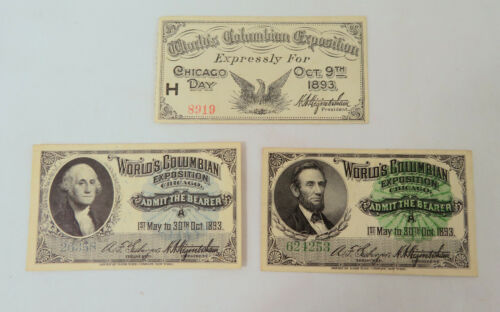 World's Columbian Exposition
Expressly For
Chicago Day
Oct. 9th 1893.
H
8919
President.
World's Columbian
Exposition
Chicago,
Admit the Bearer
A
1st May to 30th Oct. 1893.
26358
World's Columbian
Exposition
Chicago,
Admit the Bearer
A
1st May to 30th Oct. 1893.
624253